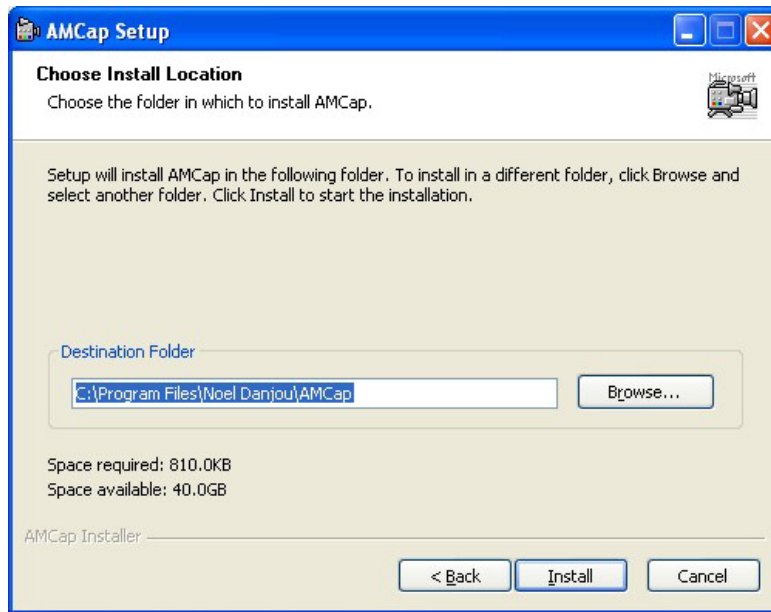 AMCap Setup
Choose Install Location
Choose the folder in which to install AMCap.
Microsoft
Setup will install AMCap in the following folder. To install in a different folder, click Browse and
select another folder. Click Install to start the installation.
Destination Folder
C:\Program Files\Noel Danjou\AMCap
Browse...
Space required: 810.0KB
Space available: 40.0GB
AMCap Installer
< Back
Install
Cancel